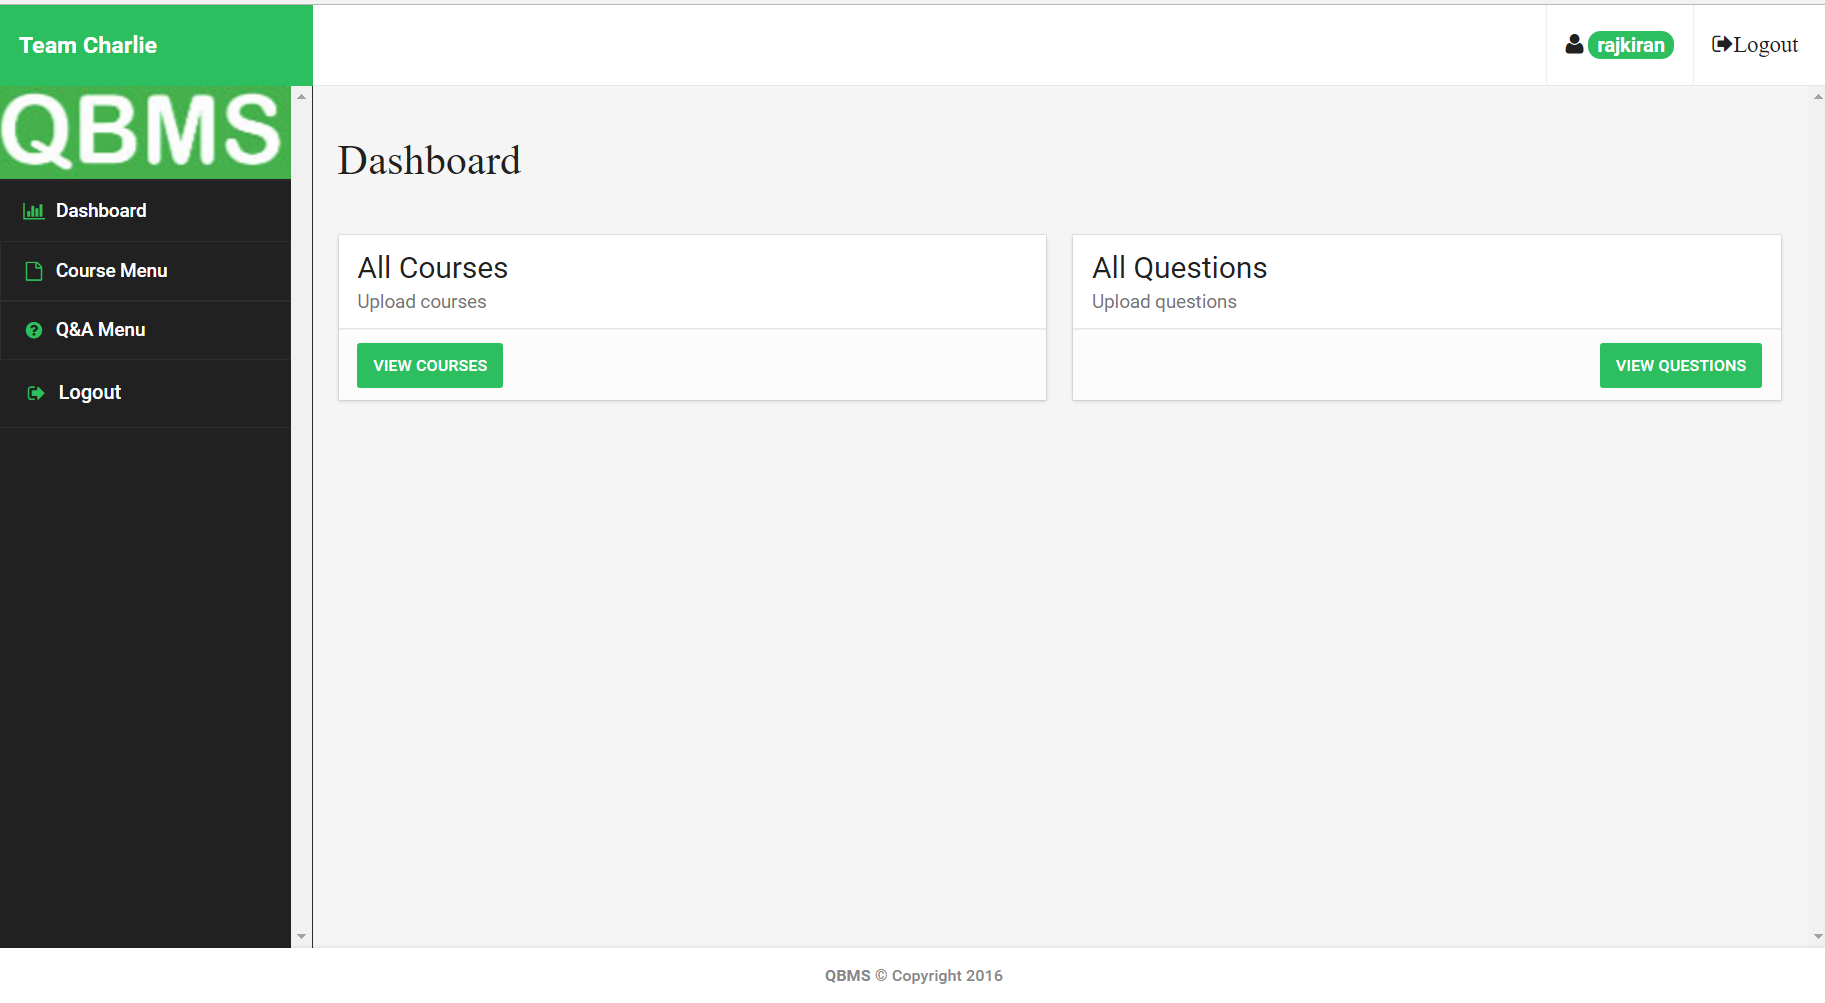 Team Charlie
rajkiran
Logout
QBMS
Dashboard
Course Menu
Q&A Menu
Logout
Dashboard
All Courses
Upload courses
VIEW COURSES
All Questions
Upload questions
VIEW QUESTIONS
QBMS © Copyright 2016